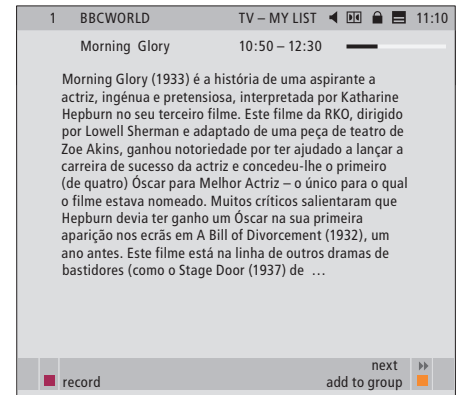 1 BBCWORLD TV – MY LIST 11:10
Morning Glory 10:50 – 12:30
Morning Glory (1933) é a história de uma aspirante a
actriz, ingénua e pretensiosa, interpretada por Katharine
Hepburn no seu terceiro filme. Este filme da RKO, dirigido
por Lowell Sherman e adaptado de uma peça de teatro de
Zoe Akins, ganhou notoriedade por ter ajudado a lançar a
carreira de sucesso da actriz e concedeu-lhe o primeiro
(de quatro) Óscar para Melhor Actriz – o único para o qual
o filme estava nomeado. Muitos críticos salientaram que
Hepburn devia ter ganho um Óscar na sua primeira
aparição nos ecrãs em A Bill of Divorcement (1932), um
ano antes. Este filme está na linha de outros dramas de
bastidores (como o Stage Door (1937) de …
next
record add to group